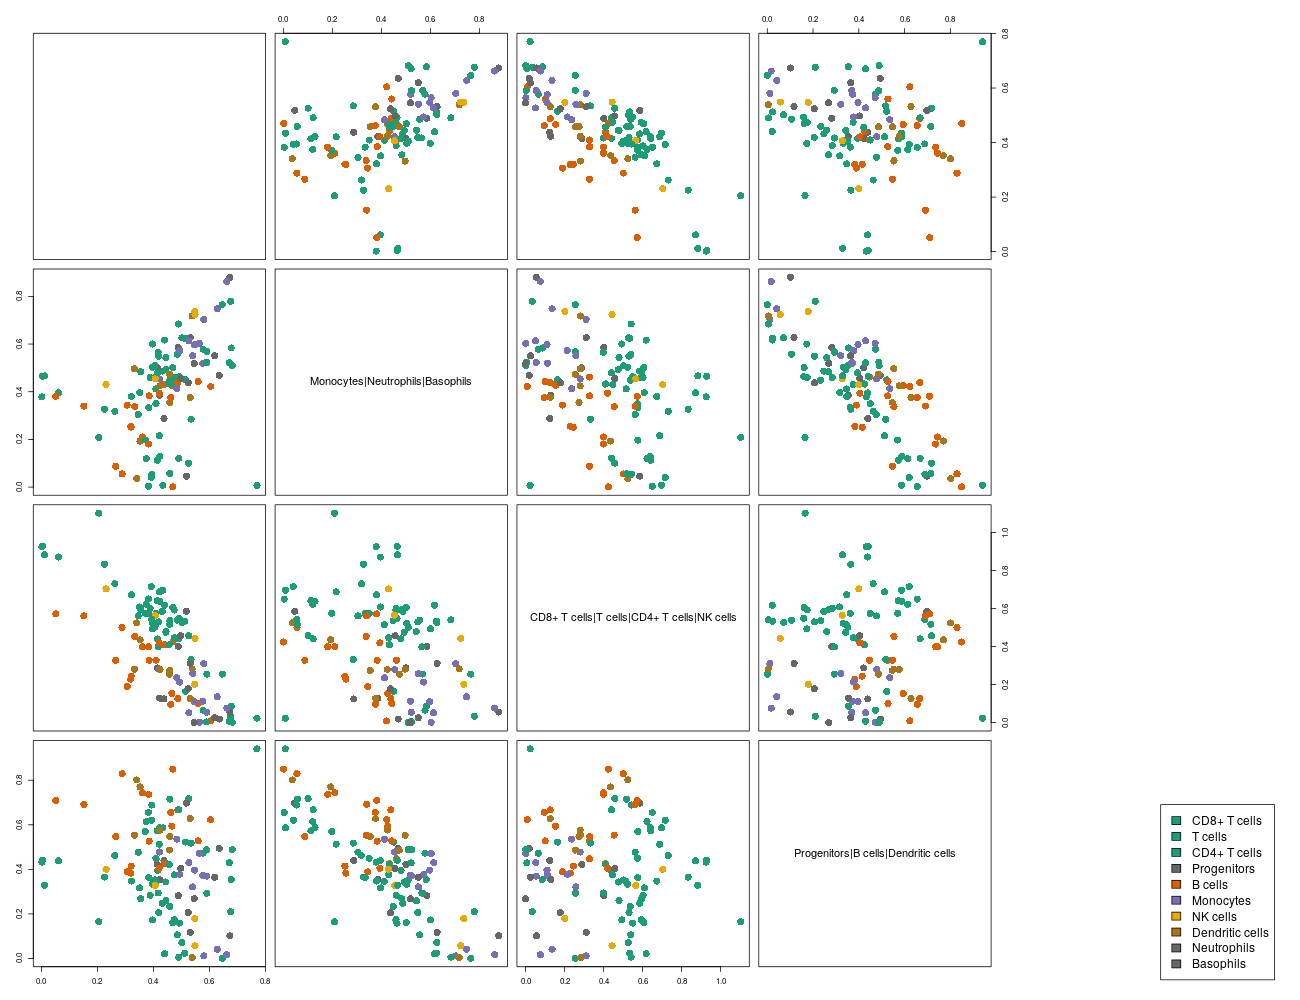 0.0 0.2 0.4 0.6 0.8 0.0 0.2 0.4 0.6 0.8
0.0 0.2 0.4 0.6 0.8
0.0 0.2 0.4 0.6 0.8
Monocytes|Neutrophils|Basophils
CD8+ T cells|T cells|CD4+ T cells|NK cells
0.0 0.2 0.4 0.6 0.8 1.0
0.0 0.2 0.4 0.6 0.8
Progenitors|B cells|Dendritic cells
0.0 0.2 0.4 0.6 0.8 0.0 0.2 0.4 0.6 0.8 1.0
CD8+ T cells
T cells
CD4+ T cells
Progenitors
B cells
Monocytes
NK cells
Dendritic cells
Neutrophils
Basophils